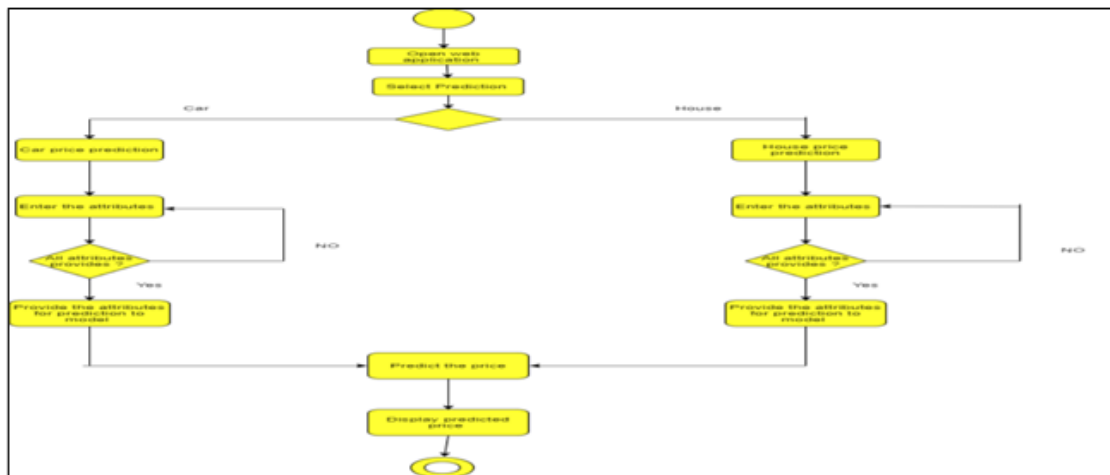 Open web
application
Select Prediction
Car
House
Car price prediction
House price
prediction
Enter the attributes
Enter the attributes
NO
NO
All attributes
provides ?
All attributes
provides ?
Yes
Yes
Provide the attributes
for prediction to
model
Provide the attributes
for prediction to
model
Predict the price
Display predicted
price